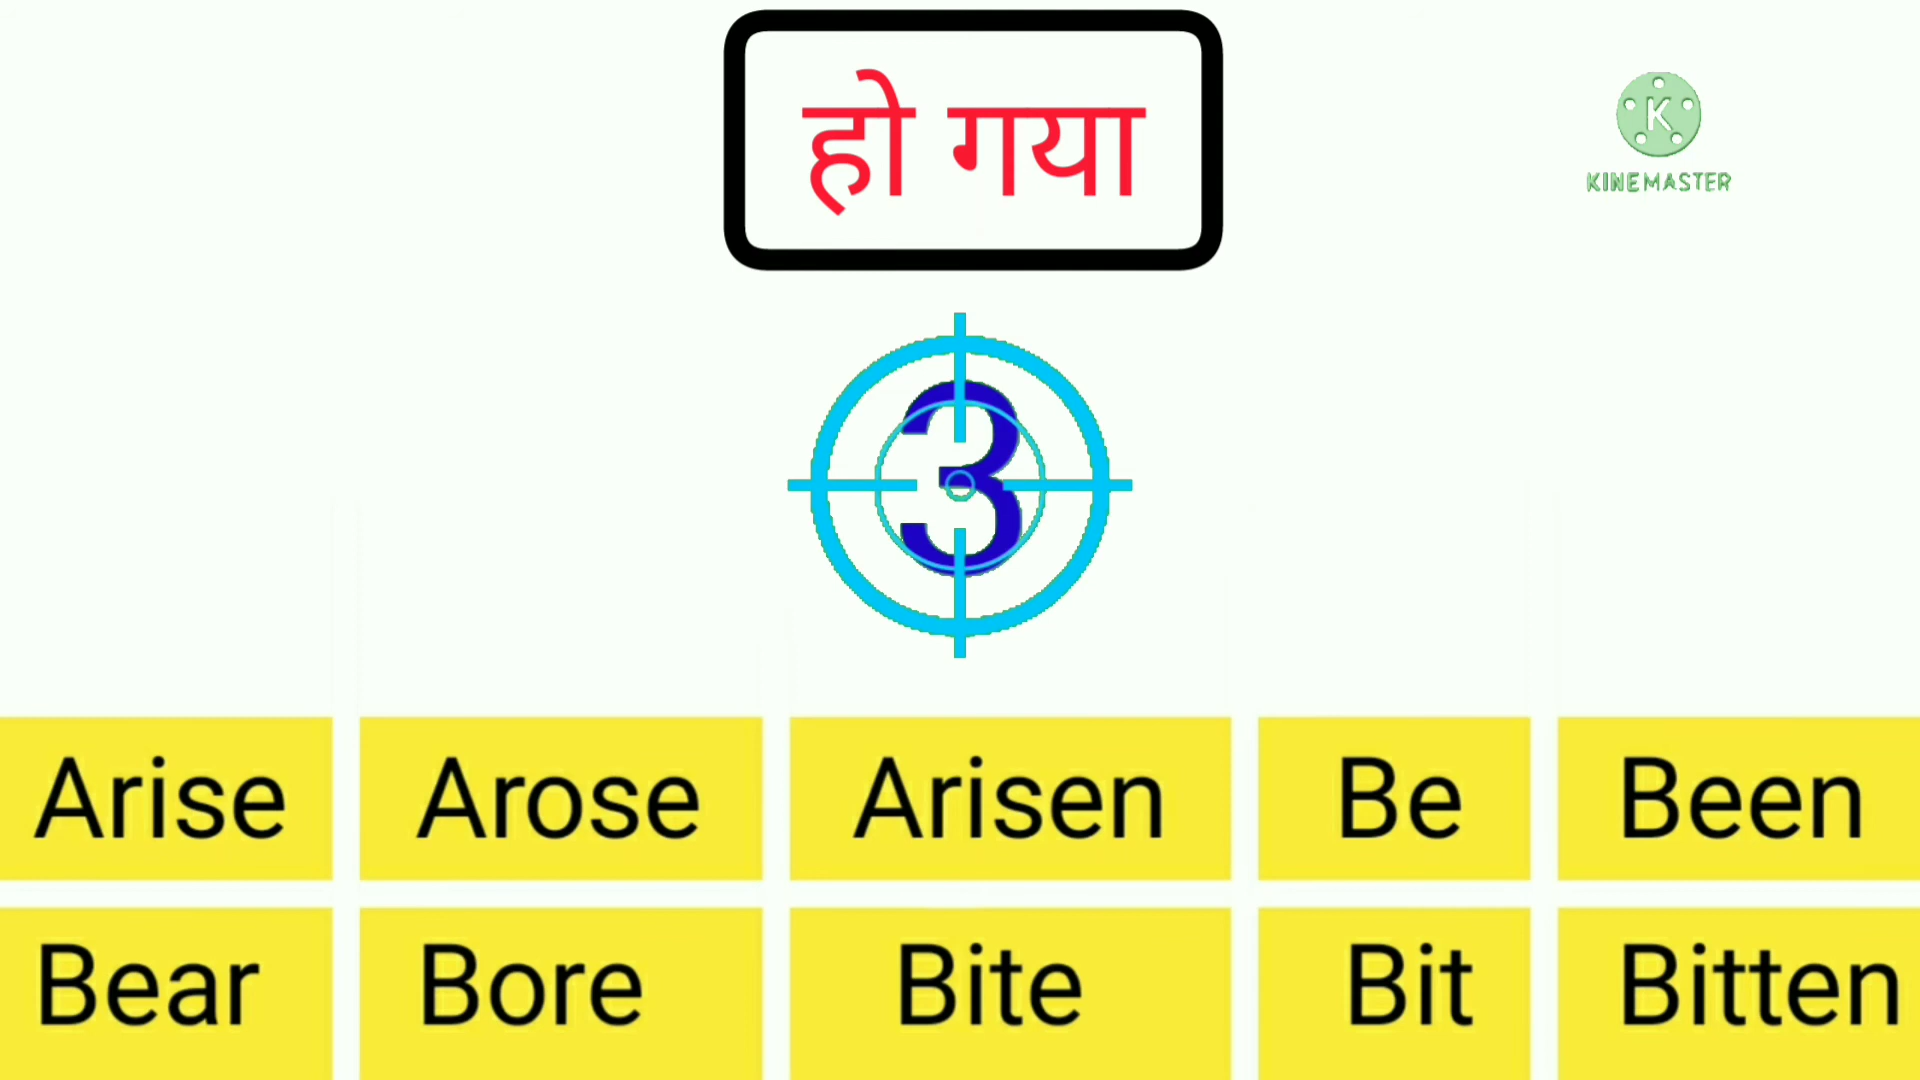 हो गया
KINEMASTER
3
Arise Arose Arisen Be Been
Bear Bore Bite Bit Bitten